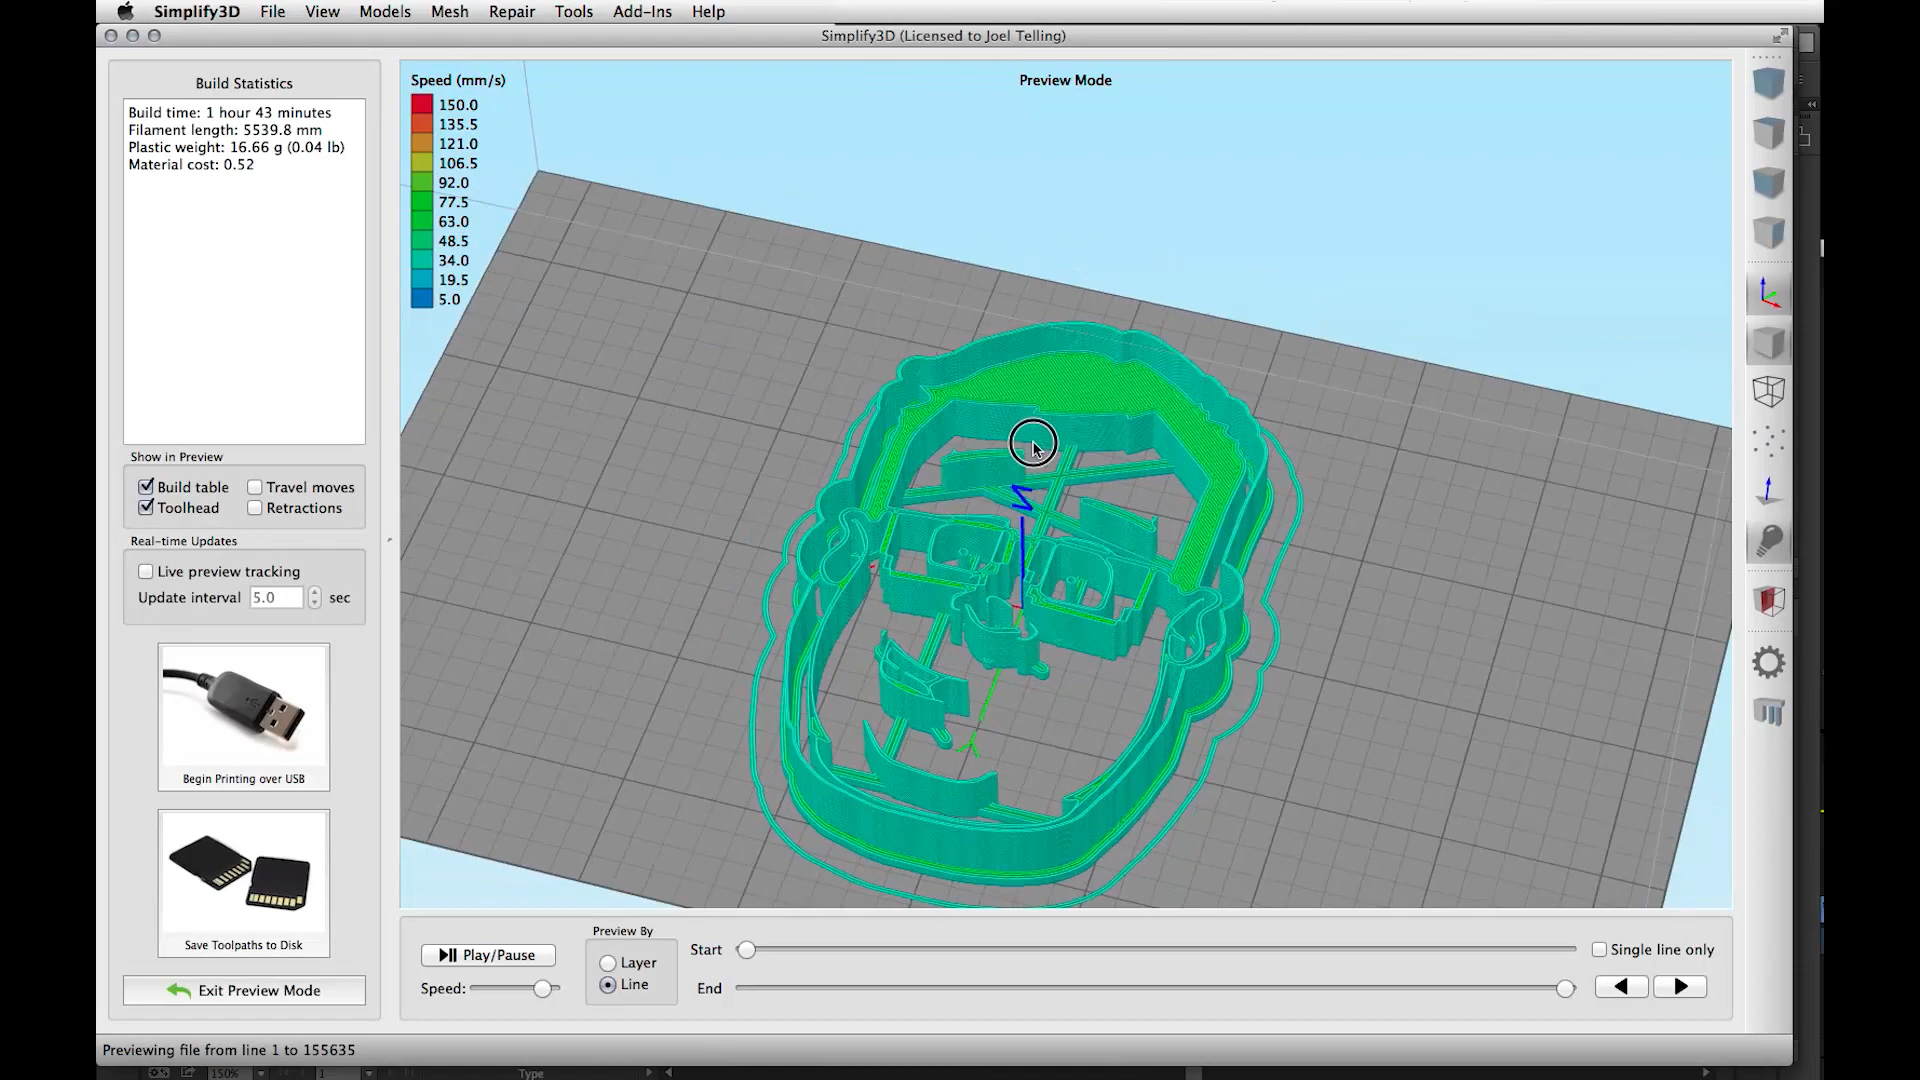 Simplify3D File View Models Mesh Repair Tools Add-Ins Help
Simplify3D (Licensed to Joel Telling)
Build Statistics
Build time: 1 hour 43 minutes
Filament length: 5539.8 mm
Plastic weight: 16.66 g (0.04 lb)
Material cost: 0.52
Show in Preview
Build table Travel moves
Toolhead Retractions
Real-time Updates
Live preview tracking
Update interval 5.0 sec
Begin Printing over USB
Save Toolpaths to Disk
Exit Preview Mode
Speed (mm/s)
150.0
135.5
121.0
106.5
92.0
77.5
63.0
48.5
34.0
19.5
5.0
Preview Mode
Z
Y
Play/Pause
Speed:
Preview By
Layer
Line
Start
End
Single line only
Previewing file from line 1 to 155635
150% 1 Type